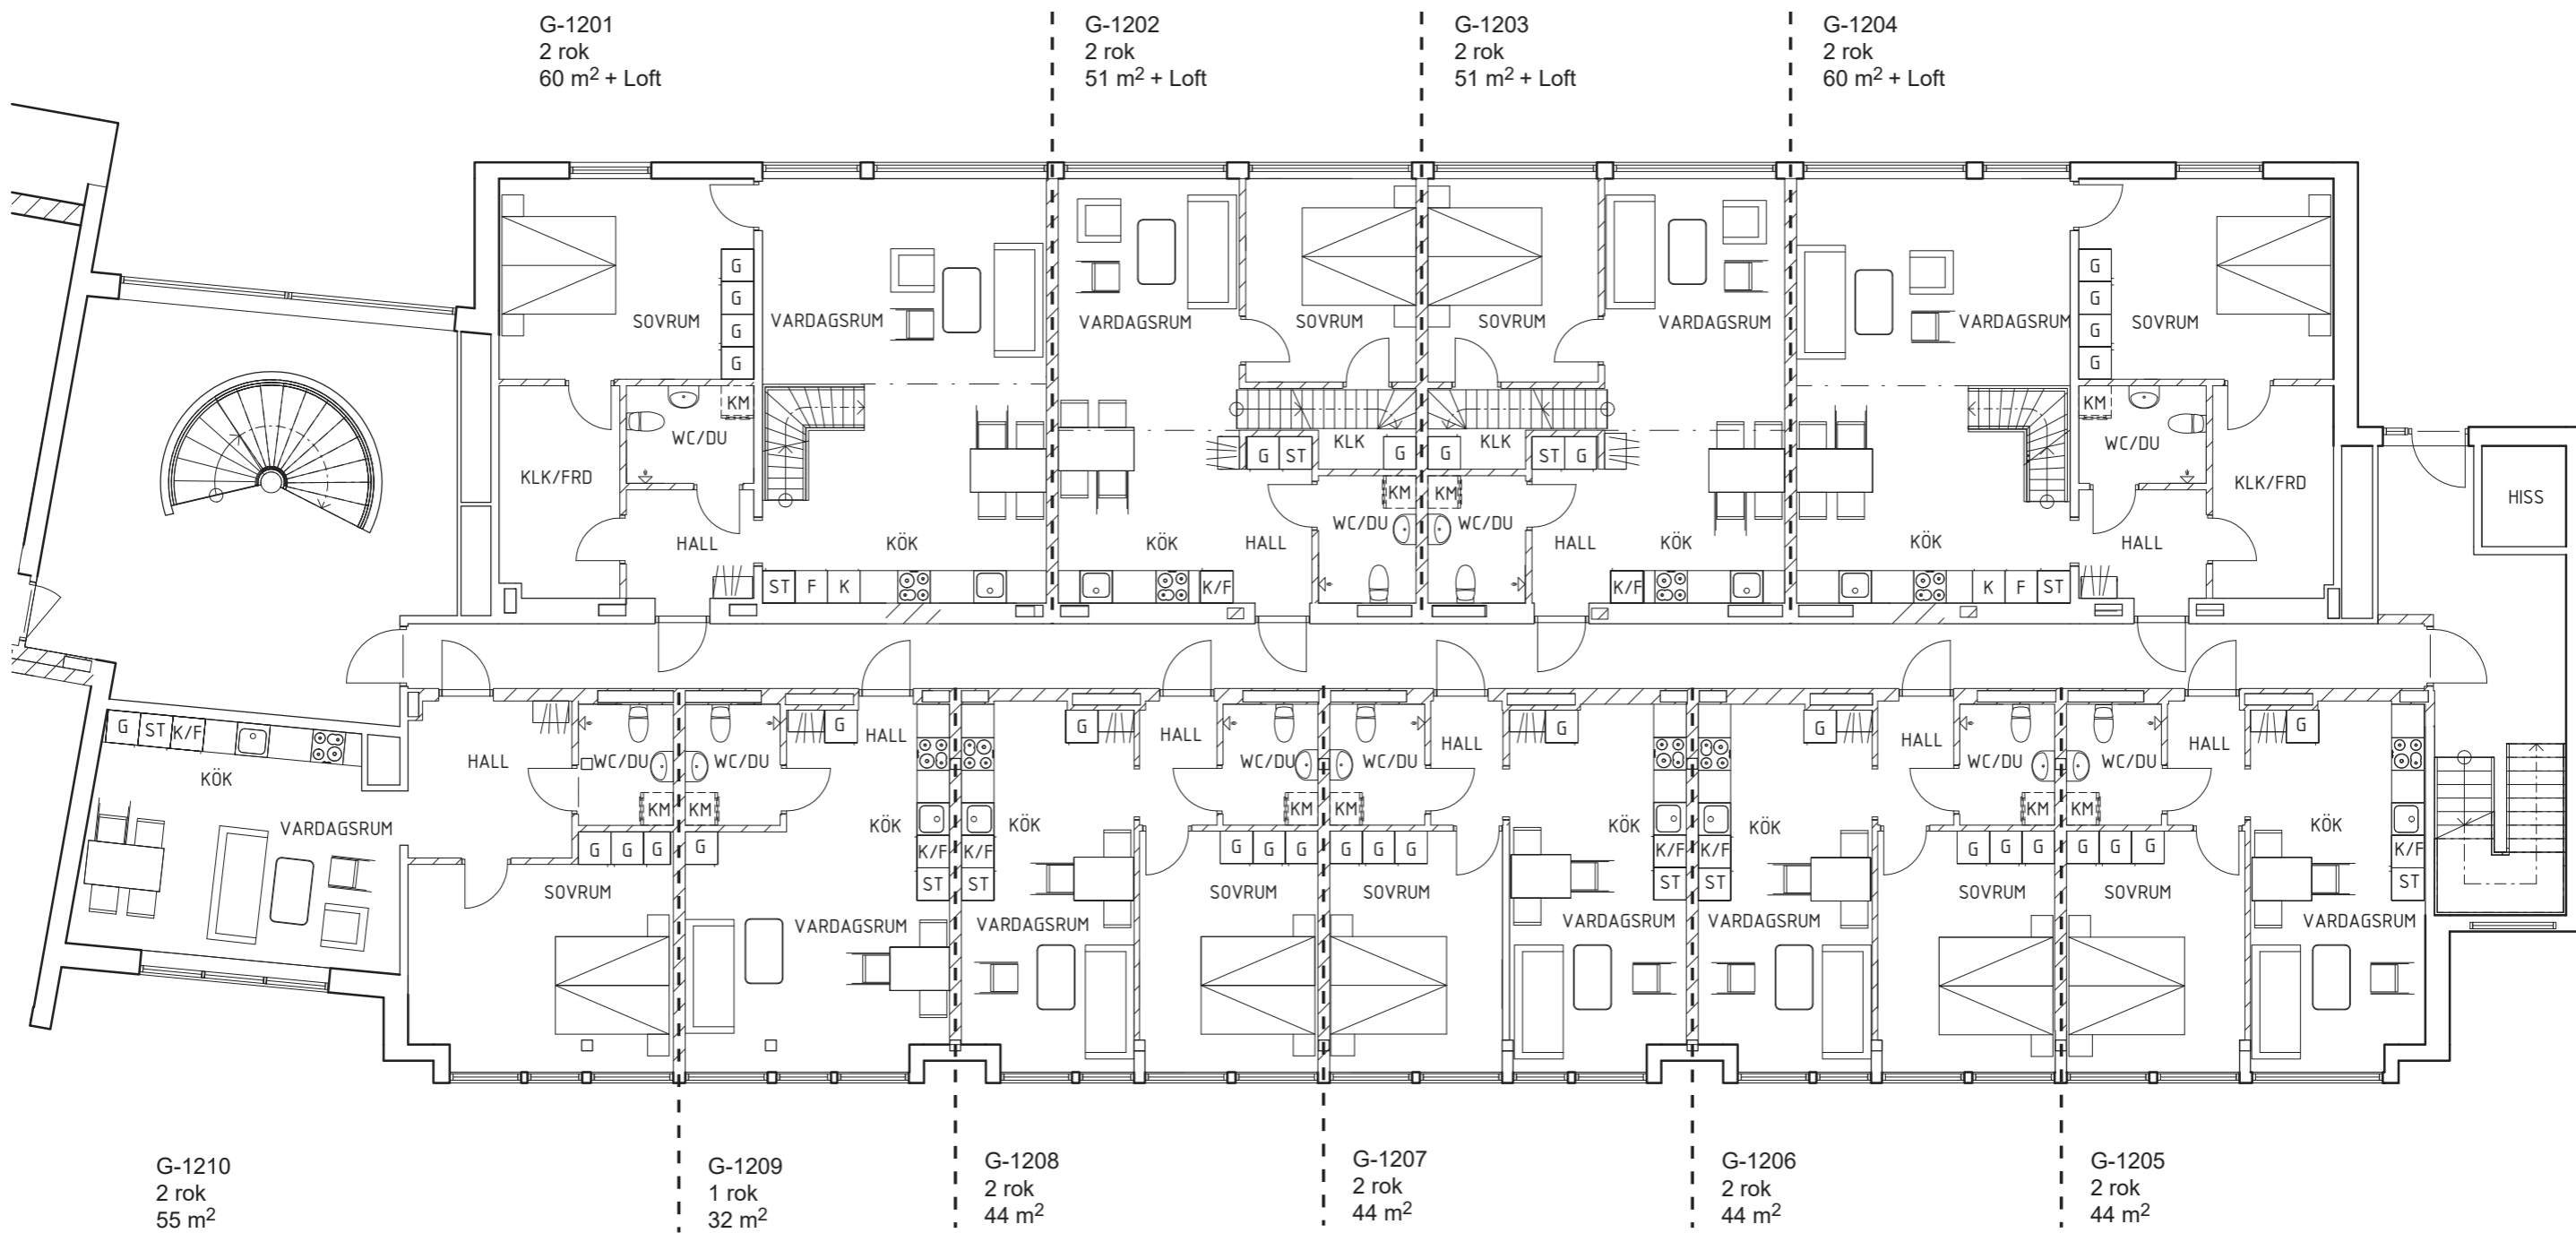 G-1201
2 rok
60 m² + Loft
G-1202
2 rok
51 m² + Loft
G-1203
2 rok
51 m² + Loft
G-1204
2 rok
60 m² + Loft
G
G
G
G
SOVRUM
VARDAGSRUM
KM
WC/DU
KLK/FRD
HALL
KÖK
ST F K
VARDAGSRUM
SOVRUM
KLK
G ST
G
KM
WC/DU
KÖK
HALL
K/F
SOVRUM
VARDAGSRUM
KLK
G
ST G
KM
WC/DU
HALL
KÖK
K/F
VARDAGSRUM
G
G
G
G
SOVRUM
KM
WC/DU
KLK/FRD
KÖK
HALL
K F ST
HISS
G ST K/F
KÖK
VARDAGSRUM
HALL
WC/DU
KM
G G G
SOVRUM
WC/DU
KM
G
G
HALL
KÖK
K/F
ST
VARDAGSRUM
G
HALL
WC/DU
KM
KÖK
K/F
ST
G G G
SOVRUM
VARDAGSRUM
WC/DU
KM
HALL
G
G G G
SOVRUM
KÖK
K/F
ST
VARDAGSRUM
G
HALL
WC/DU
KM
KÖK
K/F
ST
G G G
SOVRUM
VARDAGSRUM
WC/DU
KM
HALL
G
G G G
SOVRUM
KÖK
K/F
ST
VARDAGSRUM
G-1210
2 rok
55 m²
G-1209
1 rok
32 m²
G-1208
2 rok
44 m²
G-1207
2 rok
44 m²
G-1206
2 rok
44 m²
G-1205
2 rok
44 m²